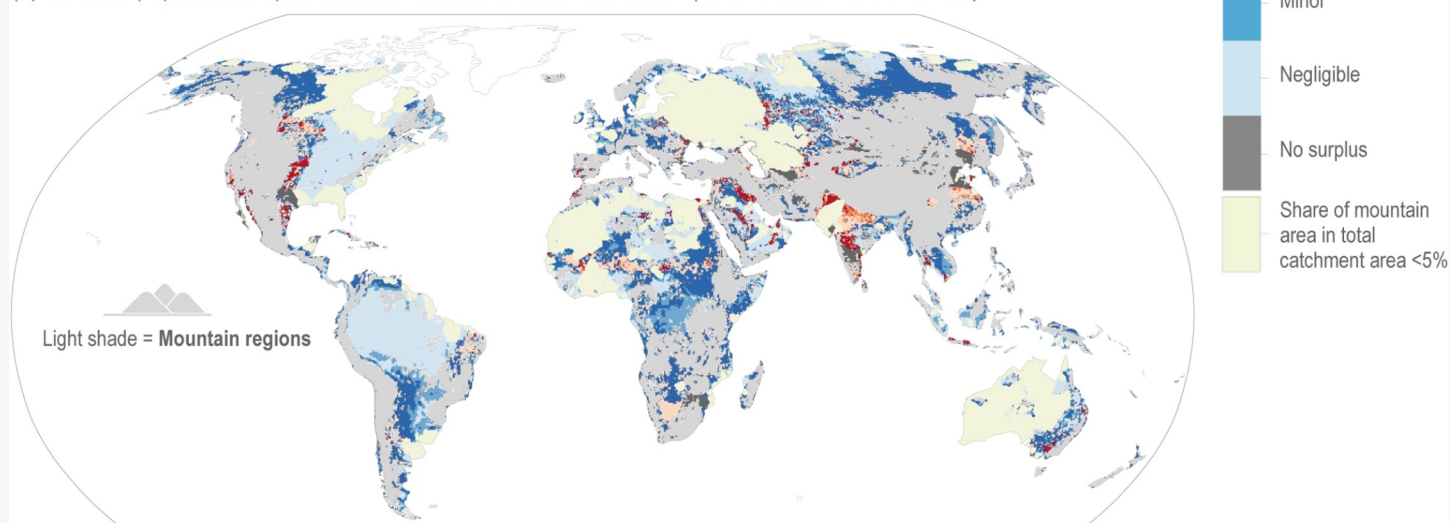 Minor
Negligible
No surplus
Share of mountain
area in total
catchment area <5%
Light shade = Mountain regions